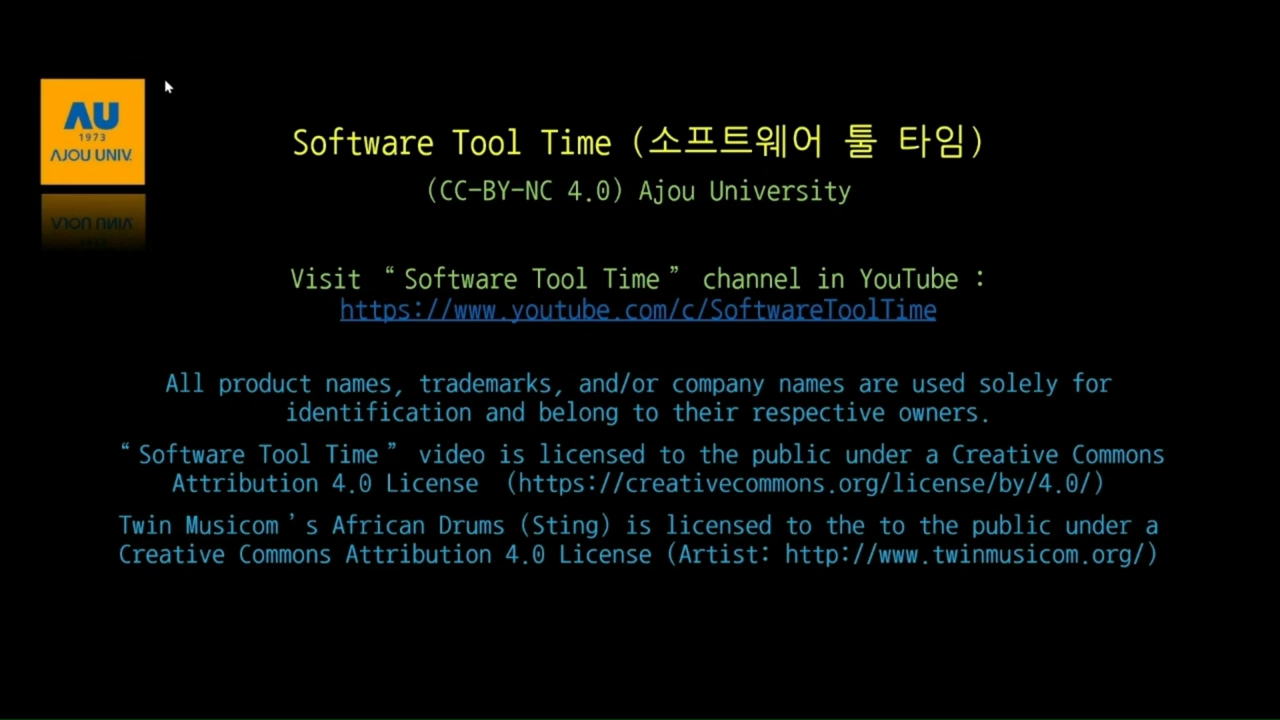 AU
1973
AJOU UNIV.
Software Tool Time (소프트웨어 툴 타임)
(CC-BY-NC 4.0) Ajou University
Visit “Software Tool Time” channel in YouTube :
https://www.youtube.com/c/SoftwareToolTime
All product names, trademarks, and/or company names are used solely for
identification and belong to their respective owners.
“Software Tool Time” video is licensed to the public under a Creative Commons
Attribution 4.0 License (https://creativecommons.org/license/by/4.0/)
Twin Musicom’s African Drums (Sting) is licensed to the to the public under a
Creative Commons Attribution 4.0 License (Artist: http://www.twinmusicom.org/)